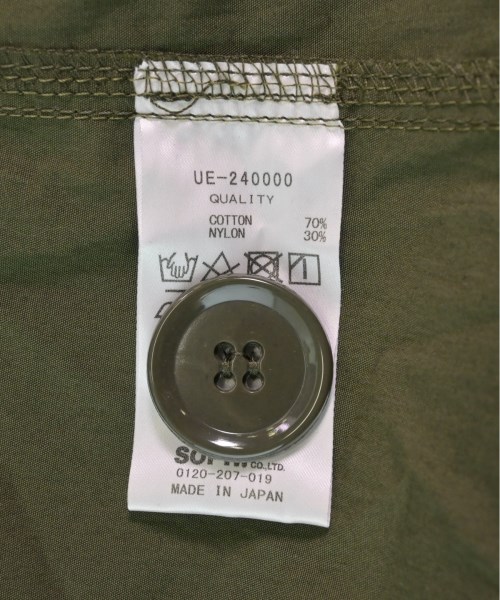 UE-240000
QUALITY
COTTON 70%
NYLON 30%
CO.,LTD.
0120-207-019
MADE IN JAPAN